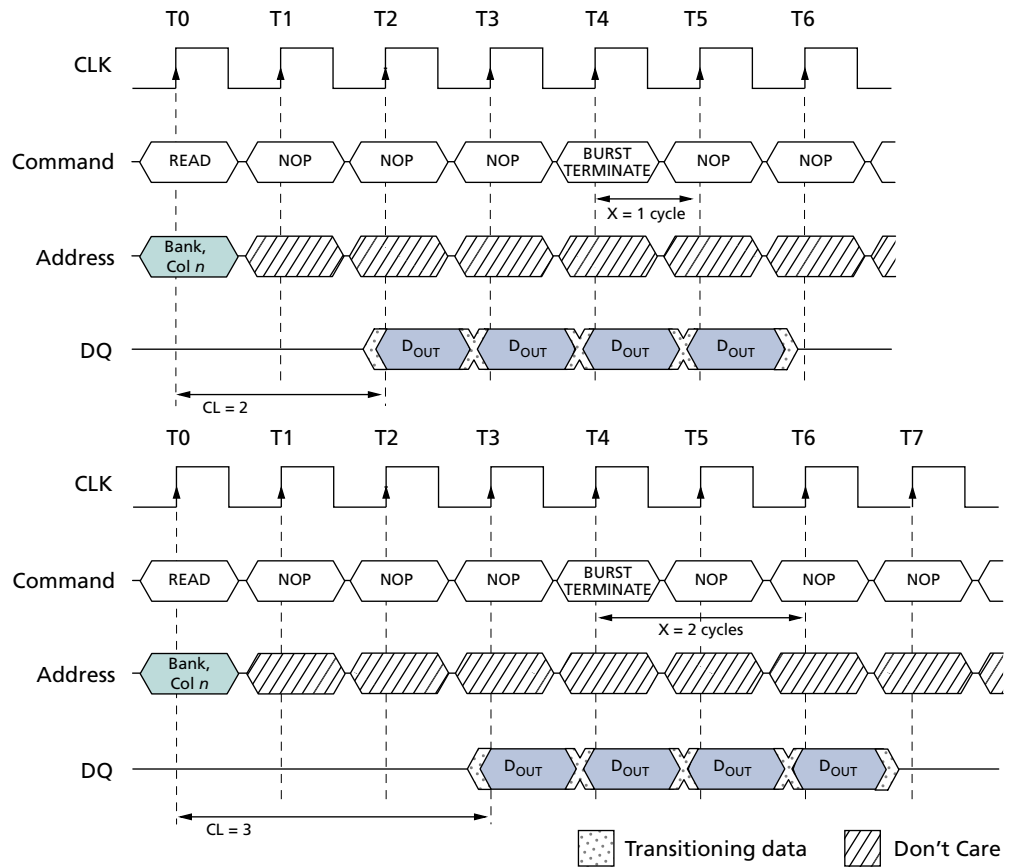 T0 T1 T2 T3 T4 T5 T6
CLK
Command READ NOP NOP NOP BURST TERMINATE NOP NOP
X = 1 cycle
Address Bank, Col n
DQ DOUT DOUT DOUT DOUT
CL = 2
T0 T1 T2 T3 T4 T5 T6 T7
CLK
Command READ NOP NOP NOP BURST TERMINATE NOP NOP NOP
X = 2 cycles
Address Bank, Col n
DQ DOUT DOUT DOUT DOUT
CL = 3
Transitioning data Don't Care